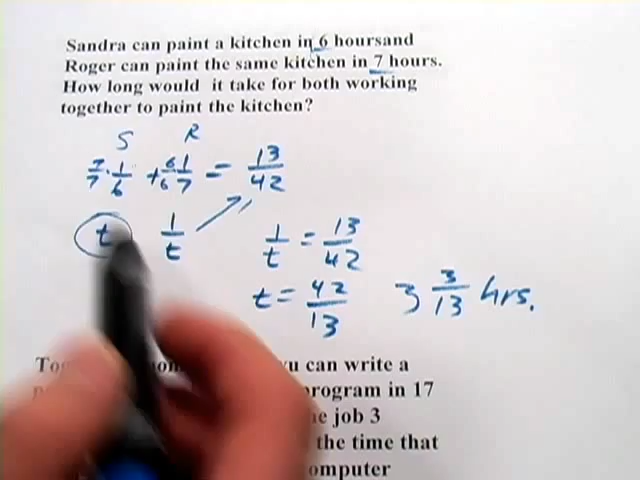 Sandra can paint a kitchen in 6 hoursand
Roger can paint the same kitchen in 7 hours.
How long would it take for both working
together to paint the kitchen?
S R
7/7 · 1/6 + 6/6 1/7 = 13/42
t 1/t
1/t = 13/42
t = 42/13 3 3/13 hrs.
can write a
program in 17
job 3
the time that
computer